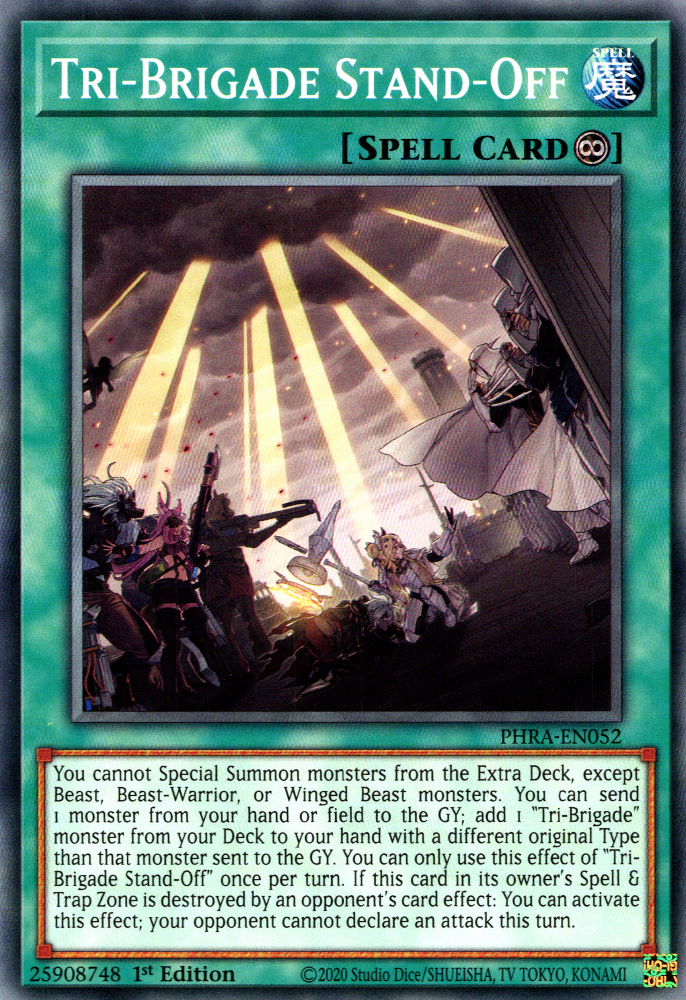 TRI-BRIGADE STAND-OFF
SPELL
魔
[SPELL CARD]
PHRA-EN052
You cannot Special Summon monsters from the Extra Deck, except
Beast, Beast-Warrior, or Winged Beast monsters. You can send
1 monster from your hand or field to the GY; add 1 "Tri-Brigade"
monster from your Deck to your hand with a different original Type
than that monster sent to the GY. You can only use this effect of "Tri-
Brigade Stand-Off" once per turn. If this card in its owner's Spell &
Trap Zone is destroyed by an opponent's card effect: You can activate
this effect; your opponent cannot declare an attack this turn.
25908748 1st Edition ©2020 Studio Dice/SHUEISHA, TV TOKYO, KONAMI